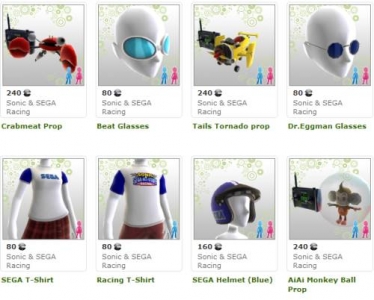 240
Sonic & SEGA
Racing
Crabmeat Prop
80
Sonic & SEGA
Racing
Beat Glasses
240
Sonic & SEGA
Racing
Tails Tornado prop
80
Sonic & SEGA
Racing
Dr.Eggman Glasses
SEGA
80
Sonic & SEGA
Racing
SEGA T-Shirt
80
Sonic & SEGA
Racing
Racing T-Shirt
160
Sonic & SEGA
Racing
SEGA Helmet (Blue)
240
Sonic & SEGA
Racing
AiAi Monkey Ball
Prop